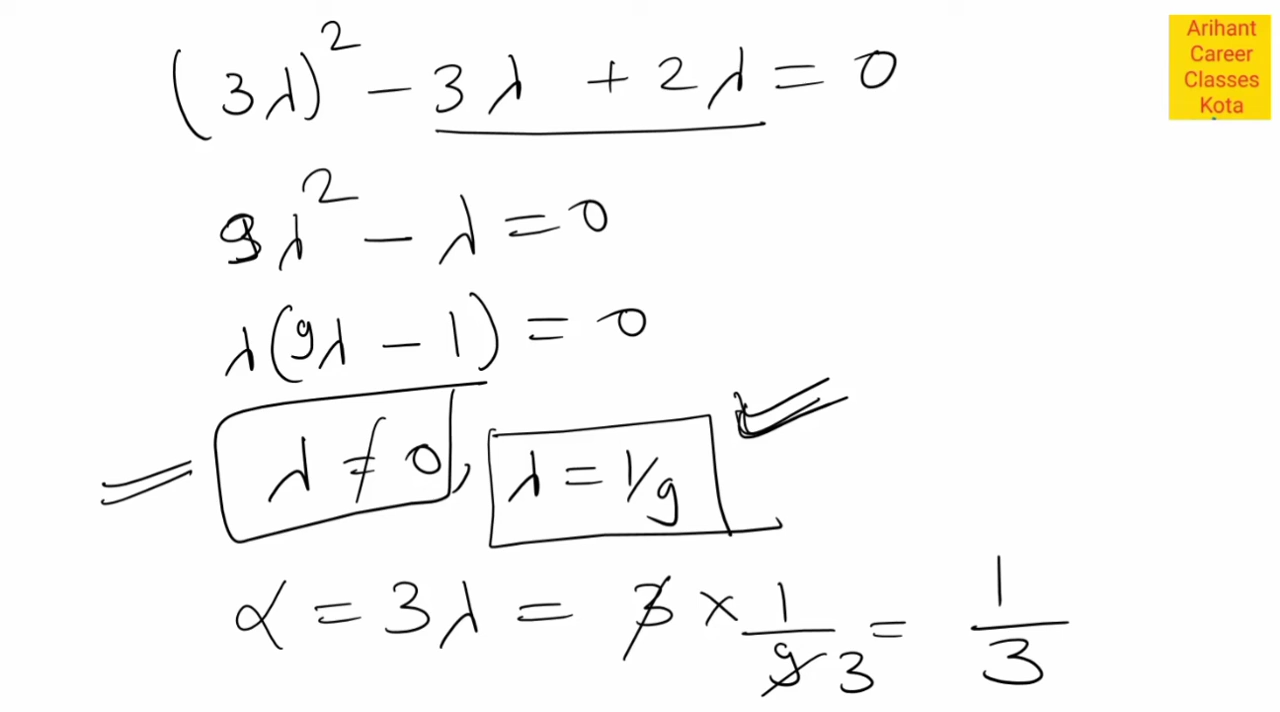 (3λ)² - 3λ + 2λ = 0
9λ² - λ = 0
λ(9λ - 1) = 0
λ ≠ 0, λ = 1/9
α = 3λ = 3 × 1/9 3 = 1/3
Arihant
Career
Classes
Kota